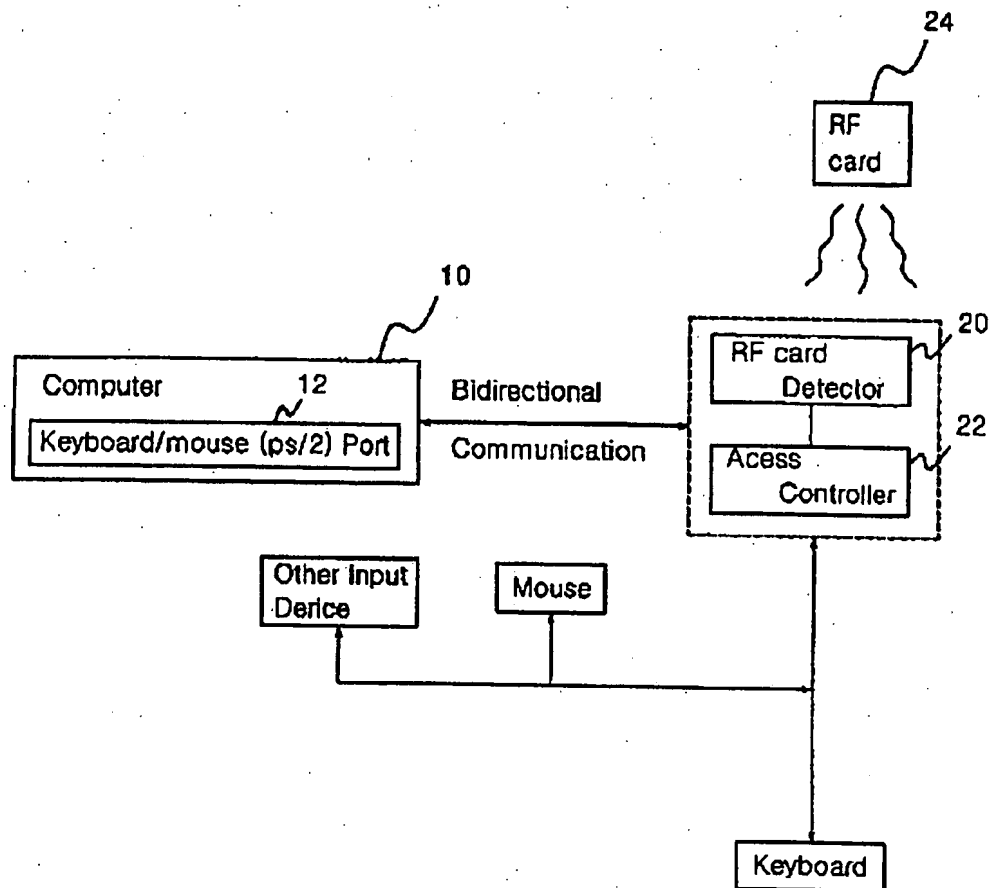 24
RF
card
10
20
RF card
Detector
Computer
12
Bidirectional
Keyboard/mouse (ps/2) Port
Communication
22
Acess
Controller
Other Input
Derice
Mouse
Keyboard